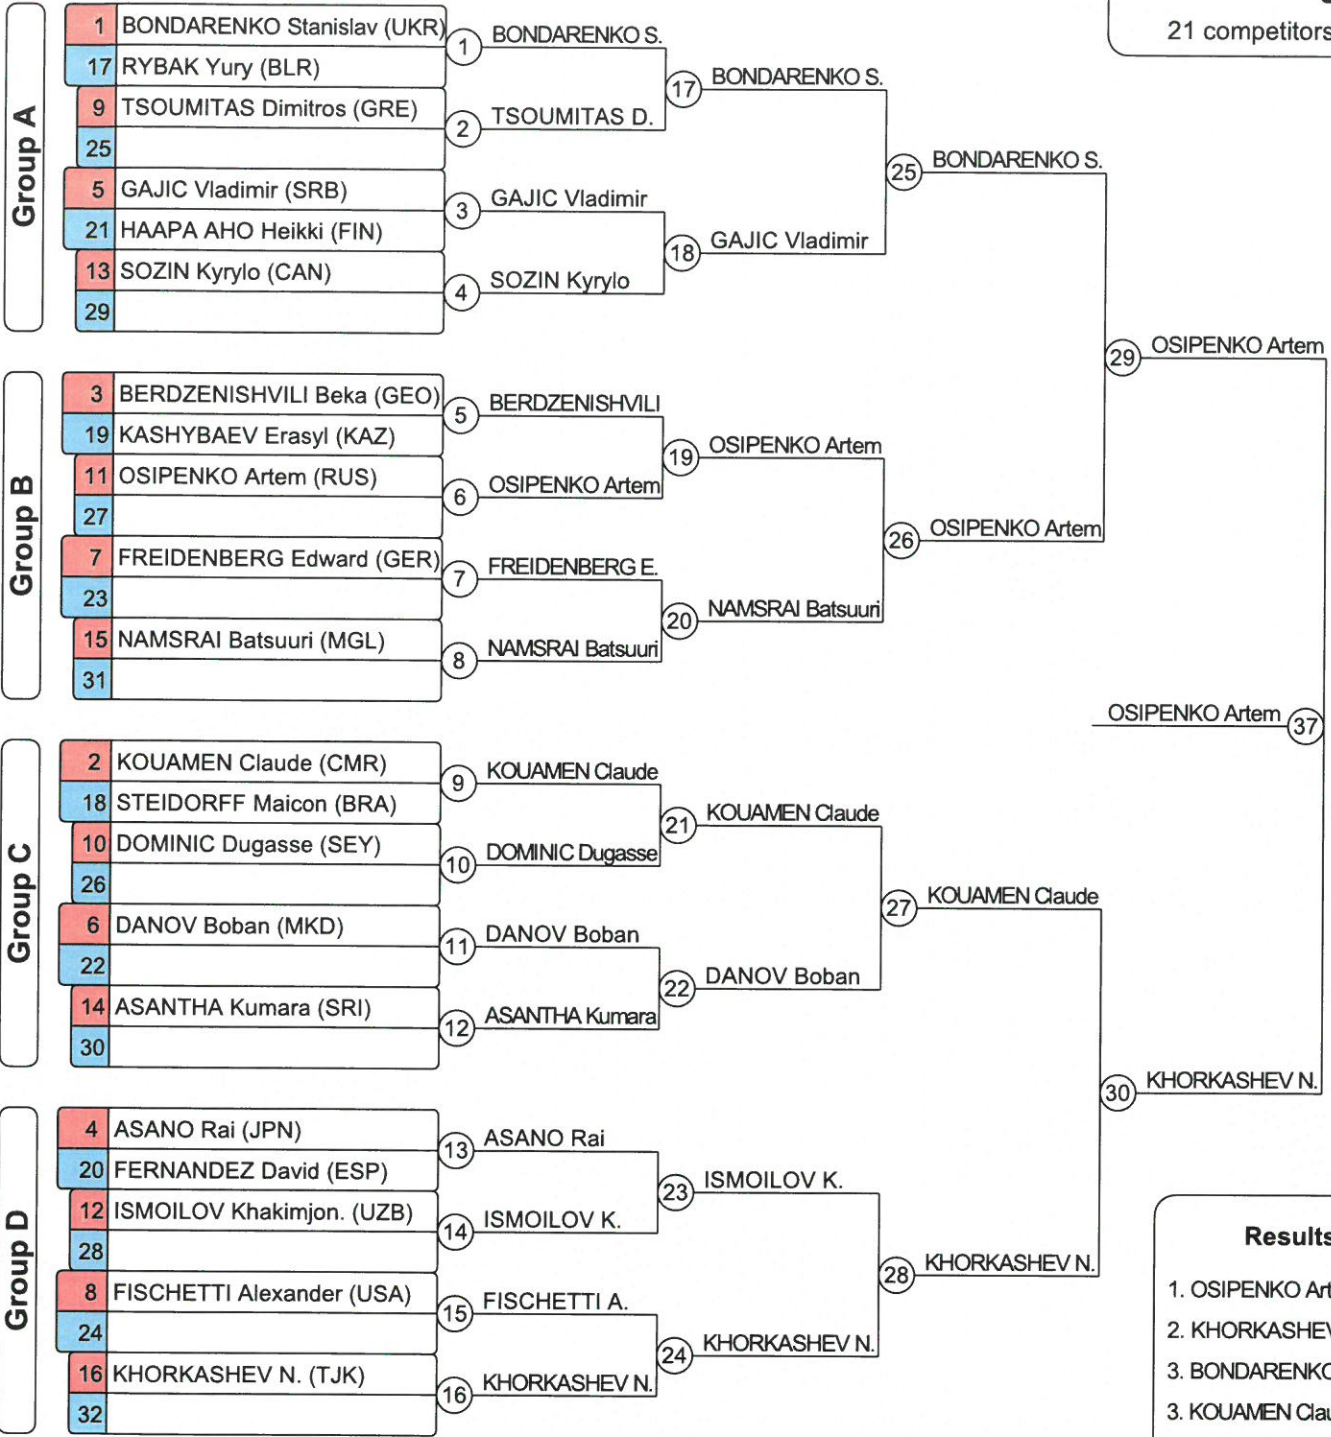 21 competitors
Group A
1 BONDARENKO Stanislav (UKR)
17 RYBAK Yury (BLR)
9 TSOUMITAS Dimitros (GRE)
25
5 GAJIC Vladimir (SRB)
21 HAAPA AHO Heikki (FIN)
13 SOZIN Kyrylo (CAN)
29
1 BONDARENKO S.
2 TSOUMITAS D.
3 GAJIC Vladimir
4 SOZIN Kyrylo
17 BONDARENKO S.
18 GAJIC Vladimir
25 BONDARENKO S.
Group B
3 BERDZENISHVILI Beka (GEO)
19 KASHYBAEV Erasyl (KAZ)
11 OSIPENKO Artem (RUS)
27
7 FREIDENBERG Edward (GER)
23
15 NAMSRAI Batsuuri (MGL)
31
5 BERDZENISHVILI
6 OSIPENKO Artem
7 FREIDENBERG E.
8 NAMSRAI Batsuuri
19 OSIPENKO Artem
20 NAMSRAI Batsuuri
26 OSIPENKO Artem
29 OSIPENKO Artem
OSIPENKO Artem 37
Group C
2 KOUAMEN Claude (CMR)
18 STEIDORFF Maicon (BRA)
10 DOMINIC Dugasse (SEY)
26
6 DANOV Boban (MKD)
22
14 ASANTHA Kumara (SRI)
30
9 KOUAMEN Claude
10 DOMINIC Dugasse
11 DANOV Boban
12 ASANTHA Kumara
21 KOUAMEN Claude
22 DANOV Boban
27 KOUAMEN Claude
Group D
4 ASANO Rai (JPN)
20 FERNANDEZ David (ESP)
12 ISMOILOV Khakimjon. (UZB)
28
8 FISCHETTI Alexander (USA)
24
16 KHORKASHEV N. (TJK)
32
13 ASANO Rai
14 ISMOILOV K.
15 FISCHETTI A.
16 KHORKASHEV N.
23 ISMOILOV K.
24 KHORKASHEV N.
28 KHORKASHEV N.
30 KHORKASHEV N.
Results
1. OSIPENKO
2. KHORKASHEV
3. BONDARENKO
3. KOUAMEN